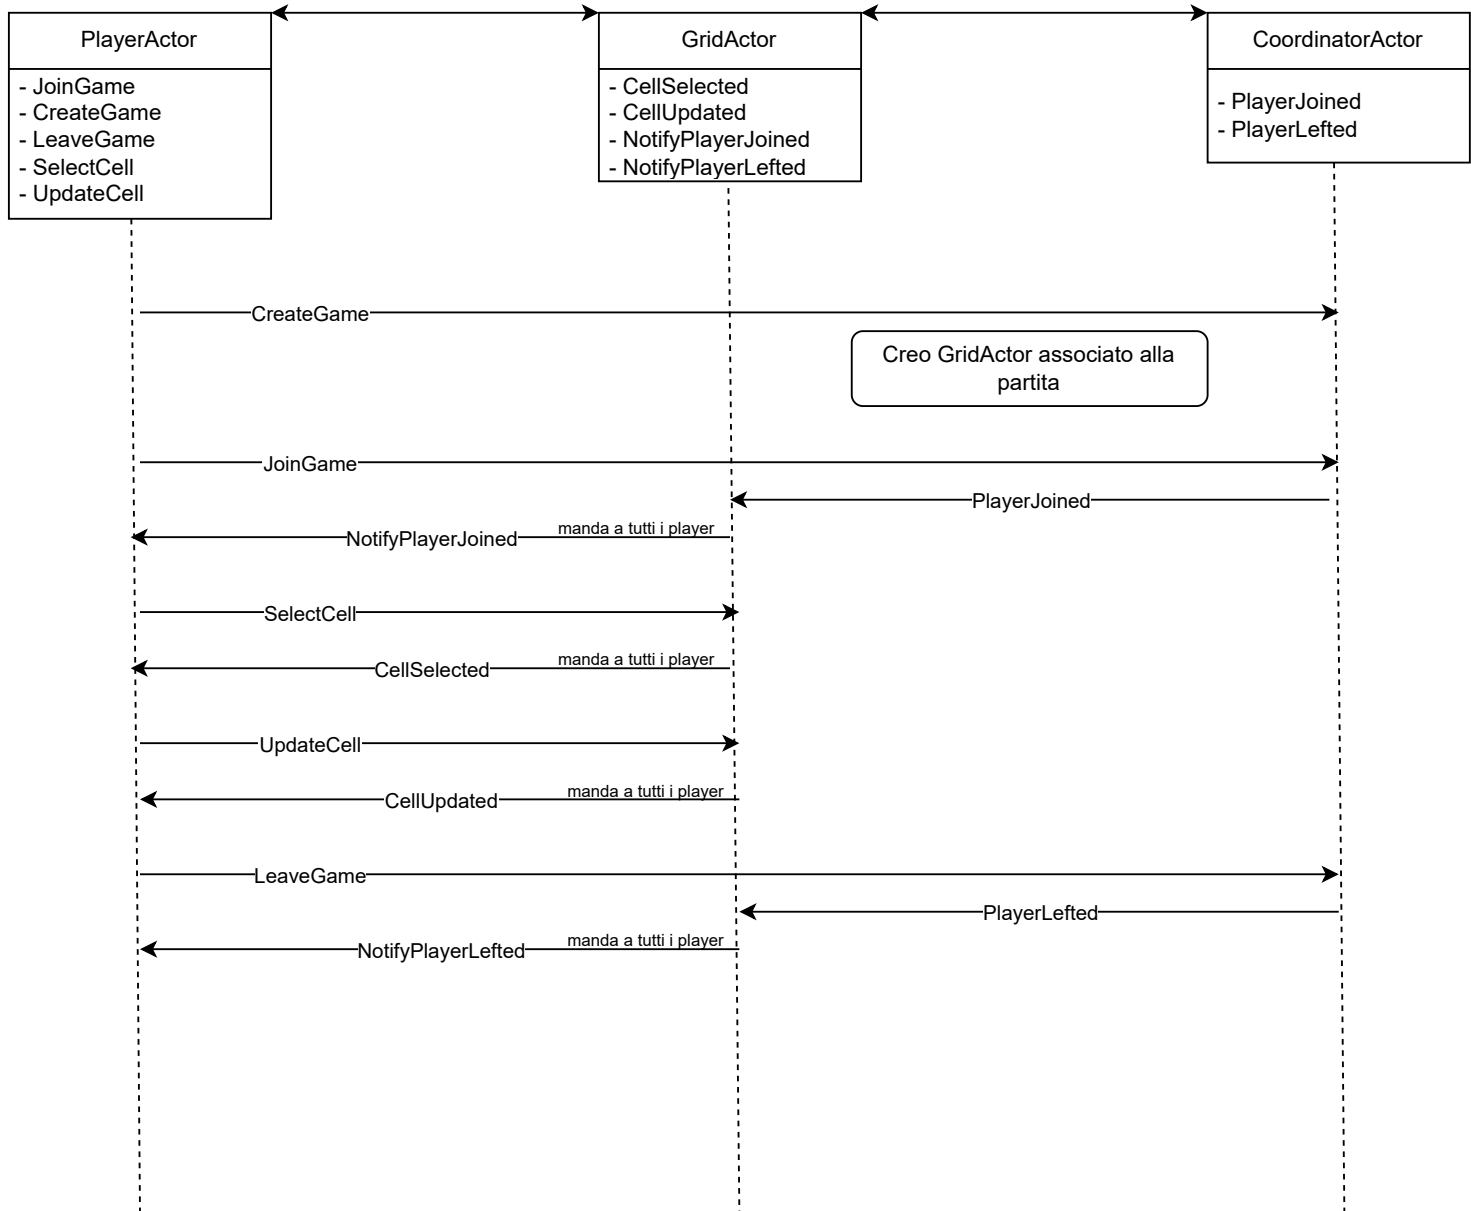 PlayerActor
- JoinGame
- CreateGame
- LeaveGame
- SelectCell
- UpdateCell
GridActor
- CellSelected
- CellUpdated
- NotifyPlayerJoined
- NotifyPlayerLefted
CoordinatorActor
- PlayerJoined
- PlayerLefted
CreateGame
Creo GridActor associato alla
partita
JoinGame
PlayerJoined
manda a tutti i player
NotifyPlayerJoined
SelectCell
manda a tutti i player
CellSelected
UpdateCell
manda a tutti i player
CellUpdated
LeaveGame
PlayerLefted
manda a tutti i player
NotifyPlayerLefted